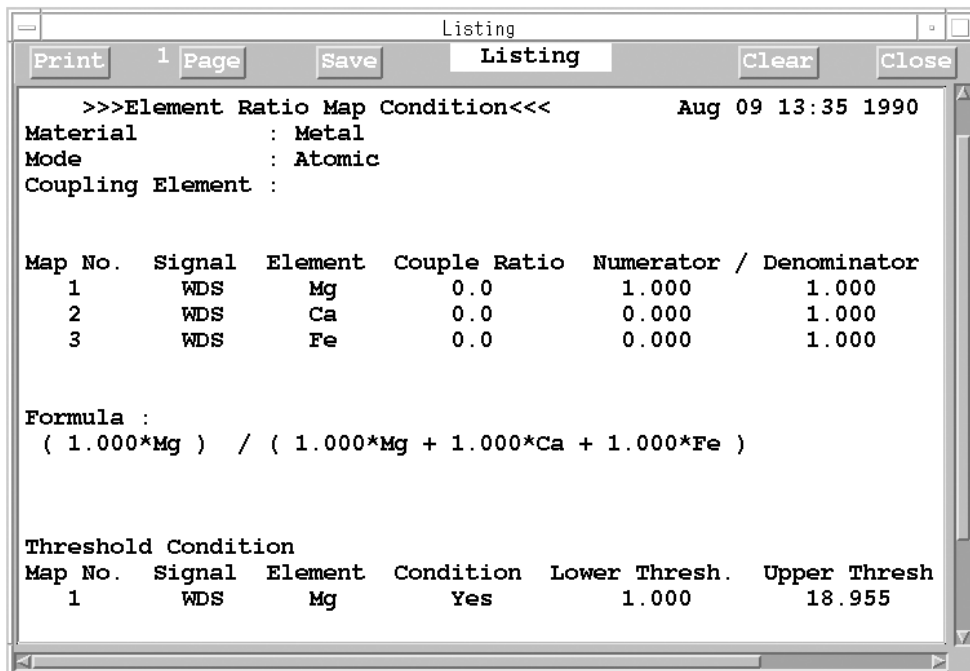 Listing
Print 1 Page Save Listing Clear Close
>>>Element Ratio Map Condition<<< Aug 09 13:35 1990
Material : Metal
Mode : Atomic
Coupling Element :
Map No. Signal Element Couple Ratio Numerator / Denominator
1 WDS Mg 0.0 1.000 1.000
2 WDS Ca 0.0 0.000 1.000
3 WDS Fe 0.0 0.000 1.000
Formula :
( 1.000*Mg ) / ( 1.000*Mg + 1.000*Ca + 1.000*Fe )
Threshold Condition
Map No. Signal Element Condition Lower Thresh. Upper Thresh
1 WDS Mg Yes 1.000 18.955